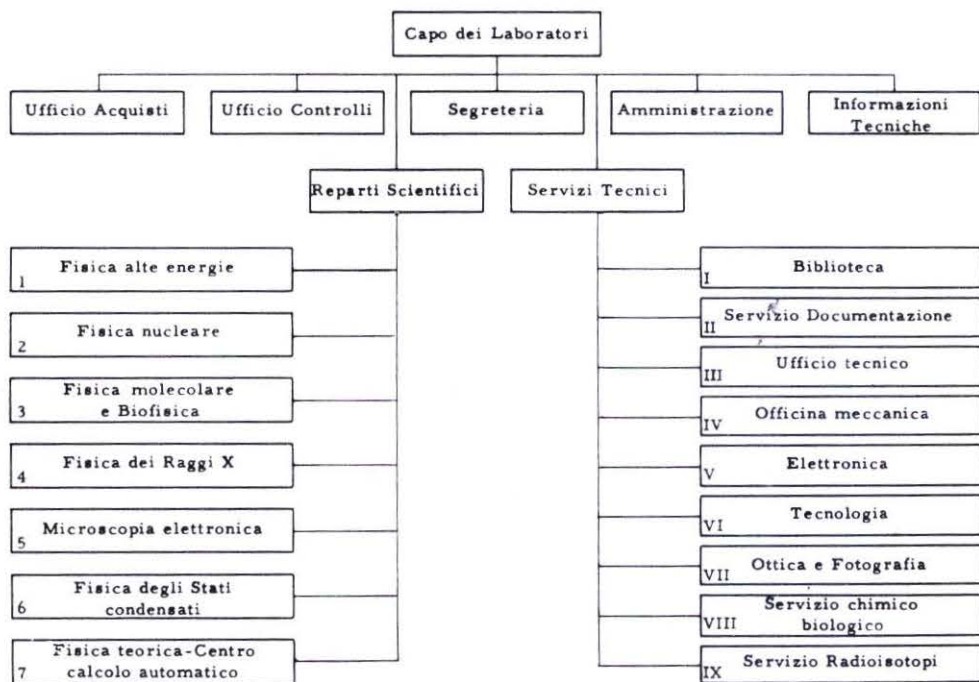 Capo dei Laboratori
Ufficio Acquisti
Ufficio Controlli
Segreteria
Amministrazione
Informazioni
Tecniche
Reparti Scientifici
Servizi Tecnici
1 Fisica alte energie
2 Fisica nucleare
3 Fisica molecolare
e Biofisica
4 Fisica dei Raggi X
5 Microscopia elettronica
6 Fisica degli Stati
condensati
7 Fisica teorica-Centro
calcolo automatico
I Biblioteca
II Servizio Documentazione
III Ufficio tecnico
IV Officina meccanica
V Elettronica
VI Tecnologia
VII Ottica e Fotografia
VIII Servizio chimico
biologico
IX Servizio Radioisotopi